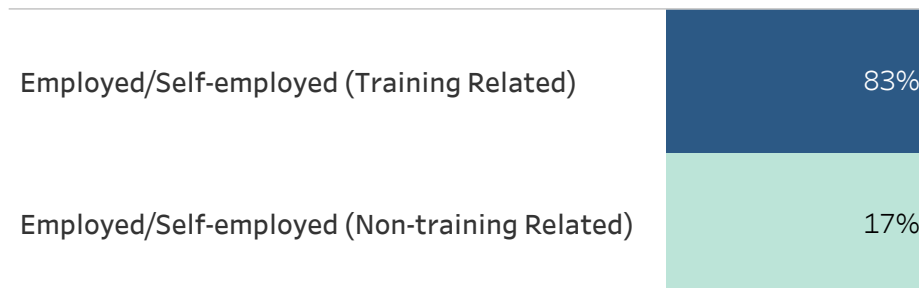 Employed/Self-employed (Training Related) 83%
Employed/Self-employed (Non-training Related) 17%